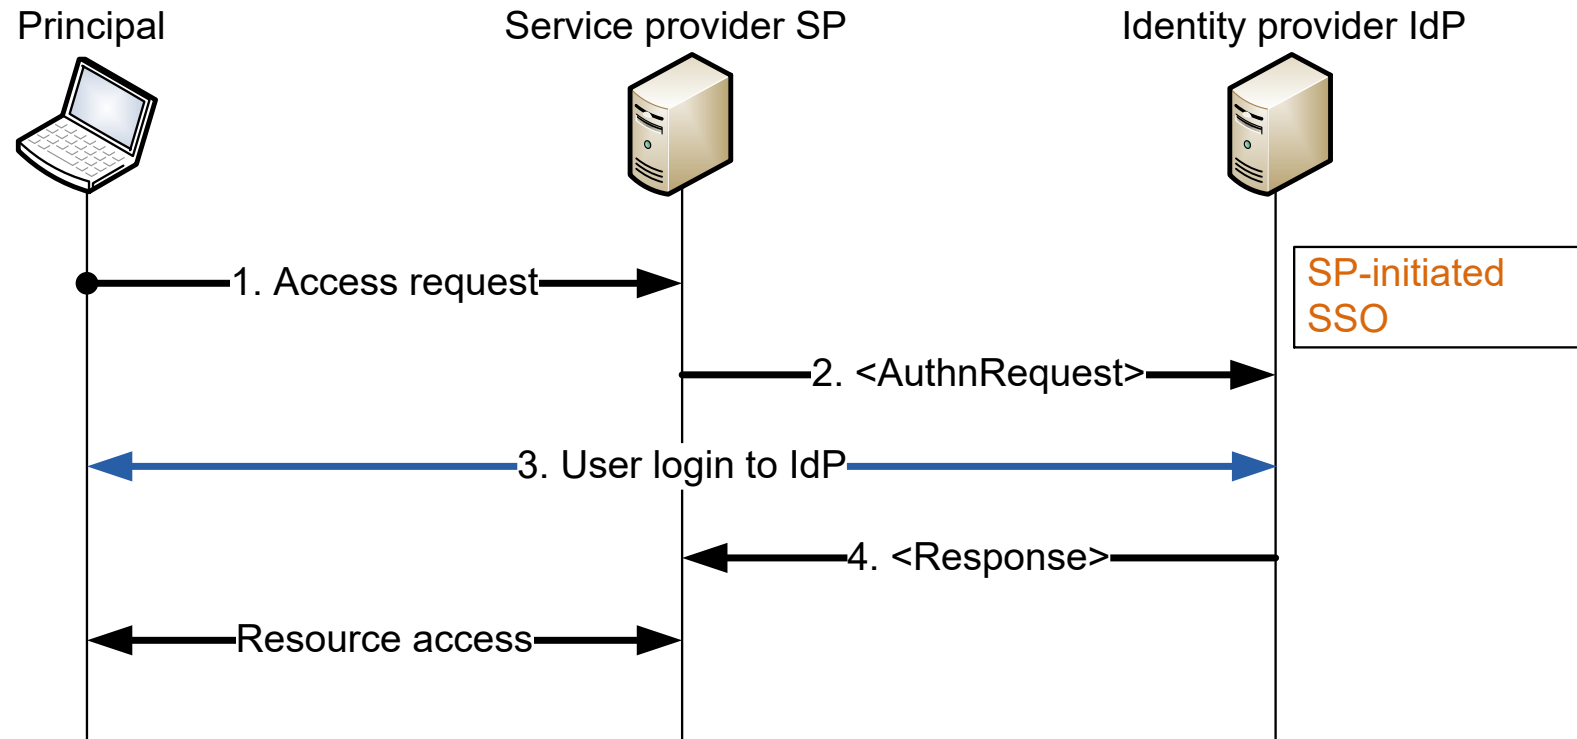 Principal
Service provider SP
Identity provider IdP
1. Access request
SP-initiated
SSO
2. <AuthnRequest>
3. User login to IdP
4. <Response>
Resource access